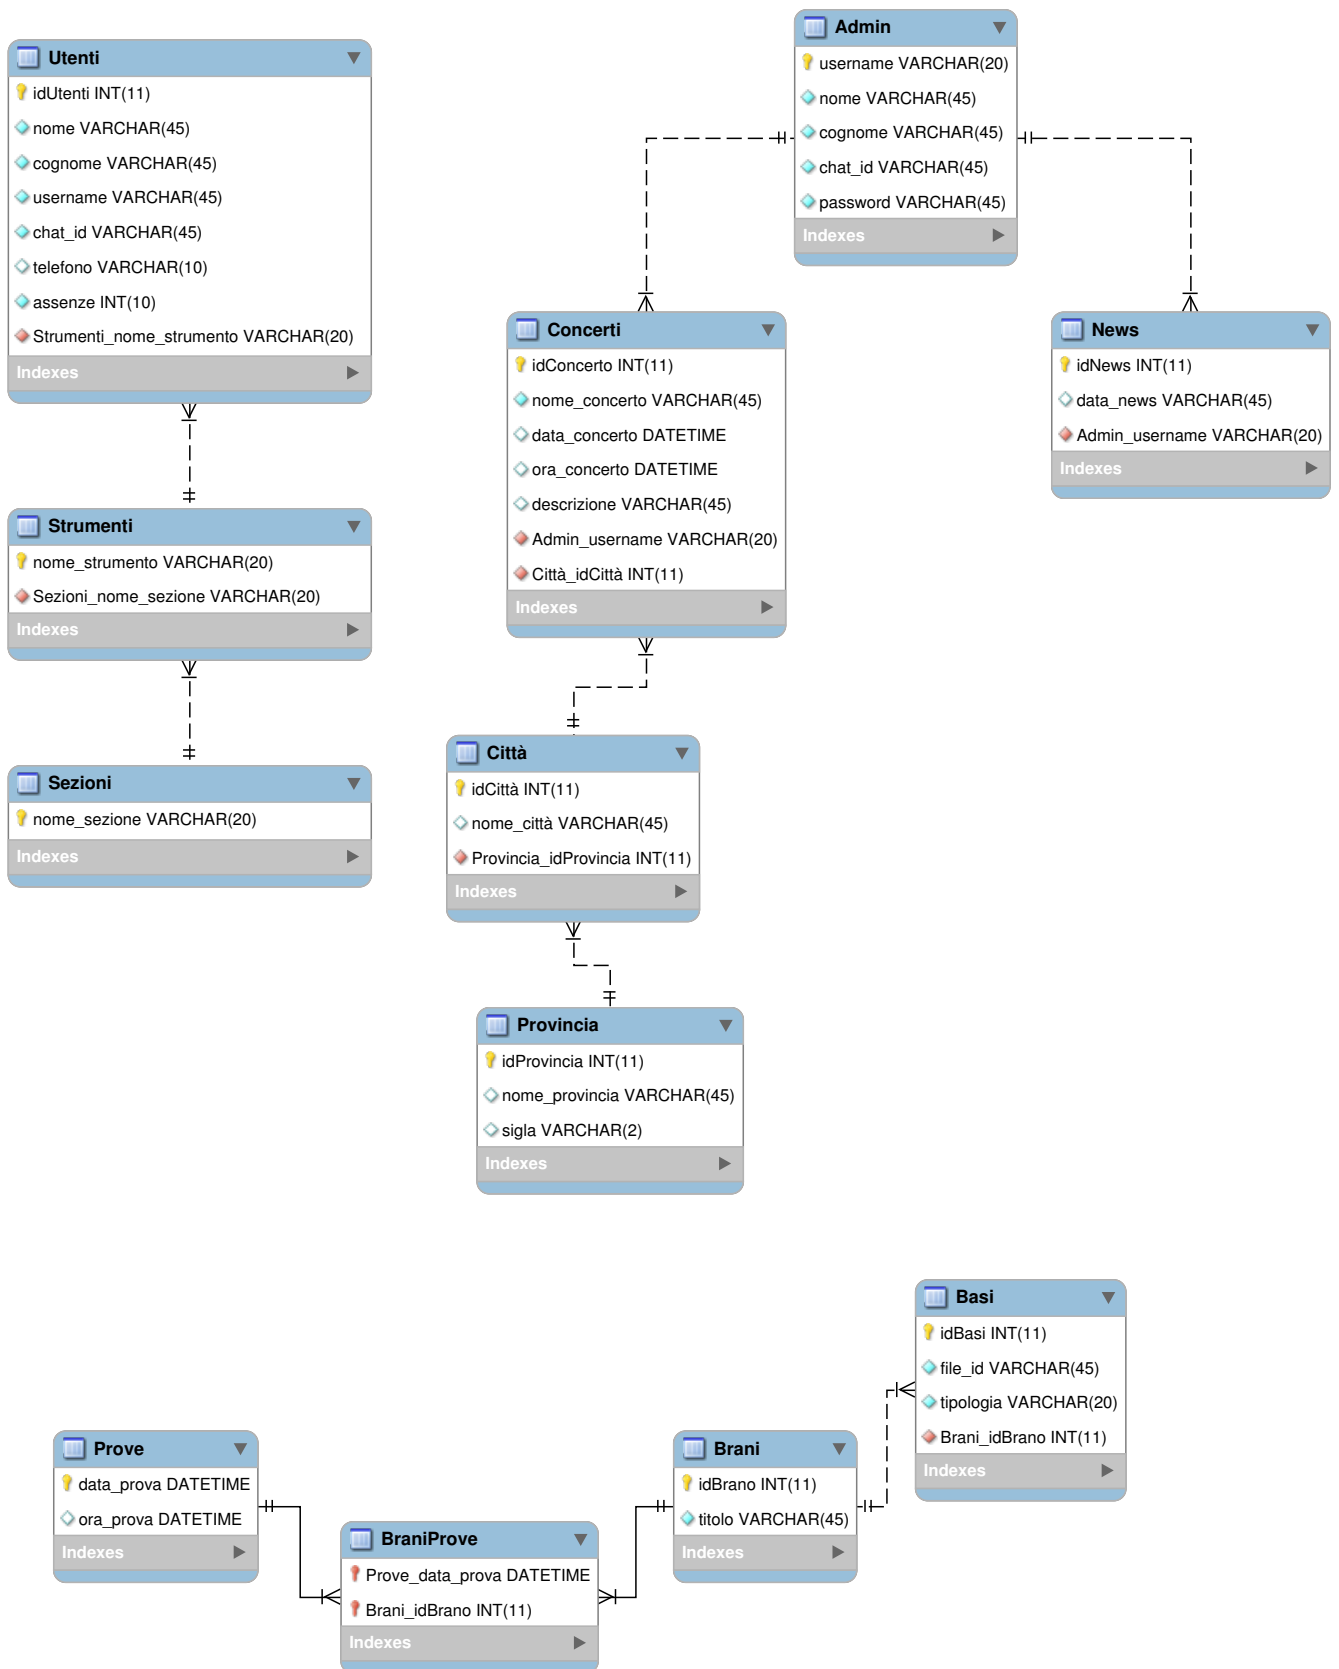 Utenti
idUtenti INT(11)
nome VARCHAR(45)
cognome VARCHAR(45)
username VARCHAR(45)
chat_id VARCHAR(45)
telefono VARCHAR(10)
assenze INT(10)
Strumenti_nome_strumento VARCHAR(20)
Indexes
Strumenti
nome_strumento VARCHAR(20)
Sezioni_nome_sezione VARCHAR(20)
Indexes
Sezioni
nome_sezione VARCHAR(20)
Indexes
Admin
username VARCHAR(20)
nome VARCHAR(45)
cognome VARCHAR(45)
chat_id VARCHAR(45)
password VARCHAR(45)
Indexes
Concerti
idConcerto INT(11)
nome_concerto VARCHAR(45)
data_concerto DATETIME
ora_concerto DATETIME
descrizione VARCHAR(45)
Admin_username VARCHAR(20)
Città_idCittà INT(11)
Indexes
News
idNews INT(11)
data_news VARCHAR(45)
Admin_username VARCHAR(20)
Indexes
Città
idCittà INT(11)
nome_città VARCHAR(45)
Provincia_idProvincia INT(11)
Indexes
Provincia
idProvincia INT(11)
nome_provincia VARCHAR(45)
sigla VARCHAR(2)
Indexes
Basi
idBasi INT(11)
file_id VARCHAR(45)
tipologia VARCHAR(20)
Brani_idBrano INT(11)
Indexes
Prove
data_prova DATETIME
ora_prova DATETIME
Indexes
BraniProve
Prove_data_prova DATETIME
Brani_idBrano INT(11)
Indexes
Brani
idBrano INT(11)
titolo VARCHAR(45)
Indexes